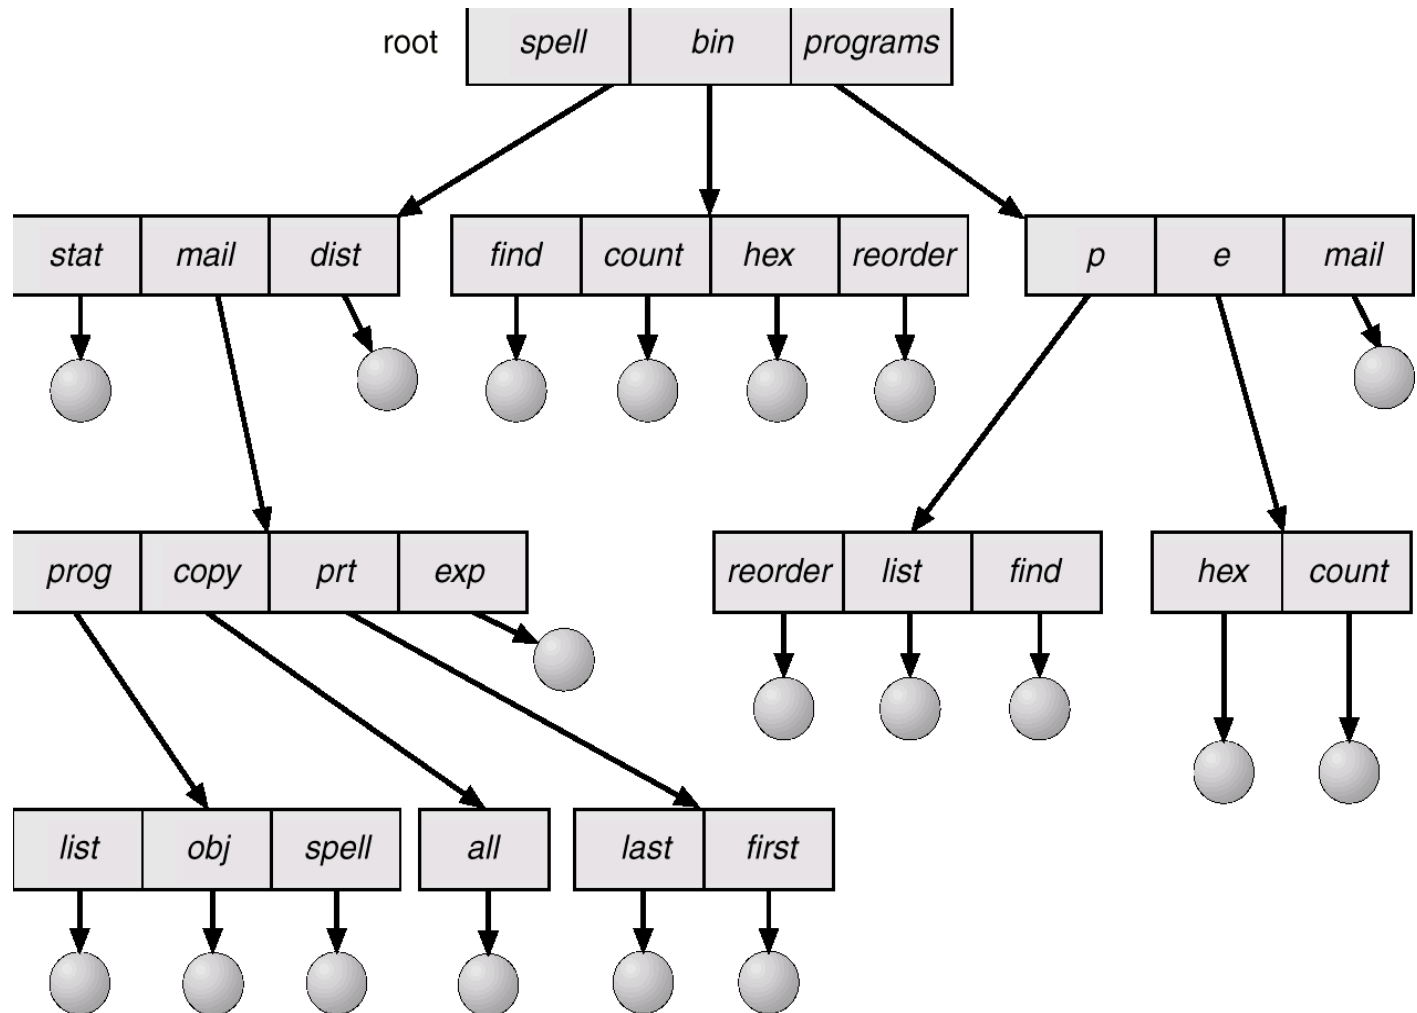 root spell bin programs
stat mail dist find count hex reorder p e mail
prog copy prt exp reorder list find hex count
list obj spell all last first